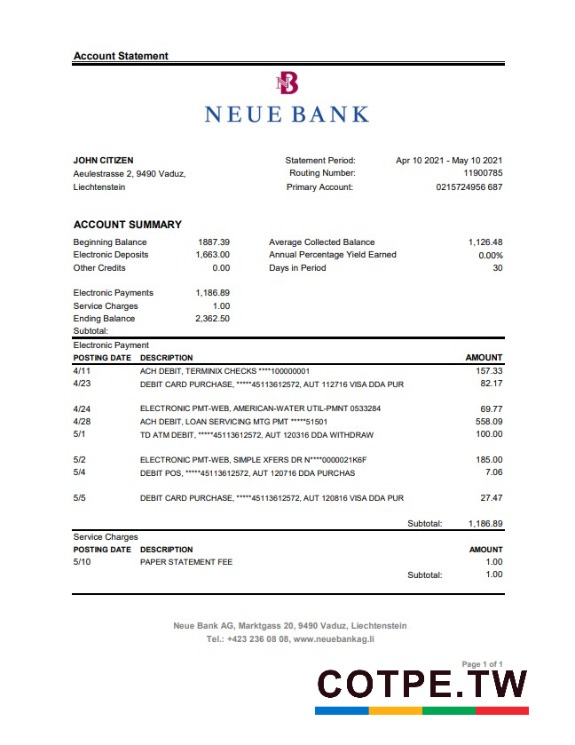 Account Statement
NB
NEUE BANK
JOHN CITIZEN Statement Period: Apr 10 2021 - May 10 2021
Aeulestrasse 2, 9490 Vaduz, Routing Number: 11900785
Liechtenstein Primary Account: 0215724956 687
ACCOUNT SUMMARY
Beginning Balance 1887.39 Average Collected Balance 1,126.48
Electronic Deposits 1,663.00 Annual Percentage Yield Earned 0.00%
Other Credits 0.00 Days in Period 30
Electronic Payments 1,186.89
Service Charges 1.00
Ending Balance 2,362.50
Subtotal:
Electronic Payment
POSTING DATE DESCRIPTION AMOUNT
4/11 ACH DEBIT, TERMINIX CHECKS ****100000001 157.33
4/23 DEBIT CARD PURCHASE, *****45113612572, AUT 112716 VISA DDA PUR 82.17
4/24 ELECTRONIC PMT-WEB, AMERICAN-WATER UTIL-PMNT 0533284 69.77
4/28 ACH DEBIT, LOAN SERVICING MTG PMT *****51501 558.09
5/1 TD ATM DEBIT, *****45113612572, AUT 120316 DDA WITHDRAW 100.00
5/2 ELECTRONIC PMT-WEB, SIMPLE XFERS DR N****0000021K6F 185.00
5/4 DEBIT POS, *****45113612572, AUT 120716 DDA PURCHAS 7.06
5/5 DEBIT CARD PURCHASE, *****45113612572, AUT 120816 VISA DDA PUR 27.47
Subtotal: 1,186.89
Service Charges
POSTING DATE DESCRIPTION AMOUNT
5/10 PAPER STATEMENT FEE 1.00
Subtotal: 1.00
Neue Bank AG, Marktgass 20, 9490 Vaduz, Liechtenstein
Tel.: +423 236 08 08, www.neuebankag.li
Page 1 of 1
COTPE.TW